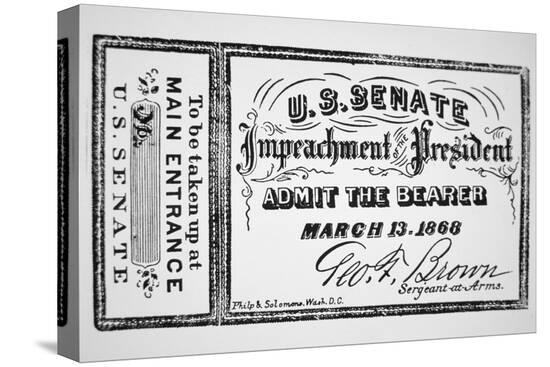 To be taken up at
MAIN ENTRANCE
No.
U.S. SENATE
U.S. SENATE
Impeachment OF THE President
ADMIT THE BEARER
MARCH 13. 1868
Geo. F. Brown
Sergeant-at-Arms.
Philp & Solomons. Wash. D.C.